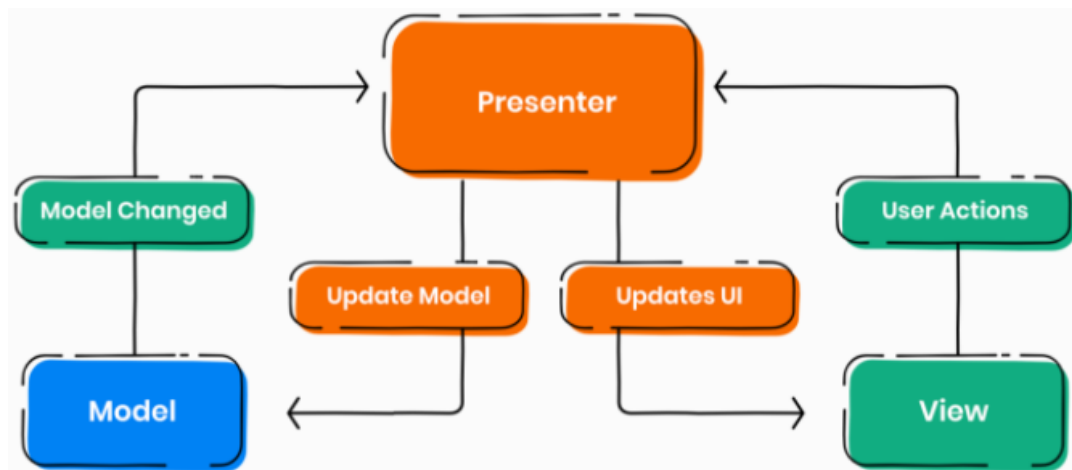 Presenter
Model Changed
User Actions
Update Model
Updates UI
Model
View